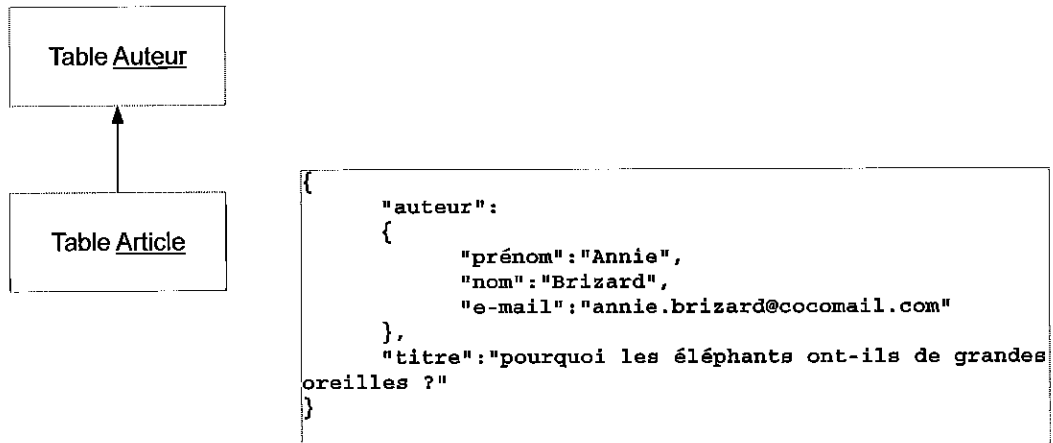 Table Auteur
Table Article
{
"auteur":
{
"prénom":"Annie",
"nom":"Brizard",
"e-mail":"annie.brizard@cocomail.com"
},
"titre":"pourquoi les éléphants ont-ils de grandes
oreilles ?"
}